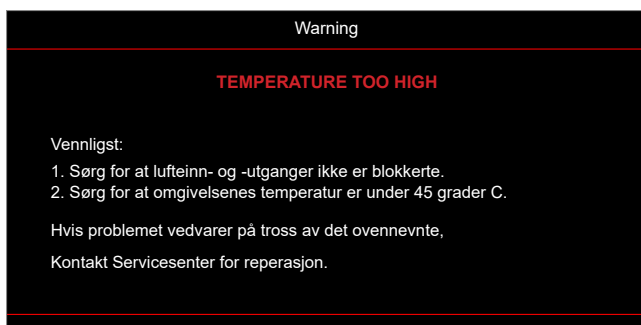 Warning
TEMPERATURE TOO HIGH
Vennligst:
1. Sørg for at lufteinn- og -utganger ikke er blokkerte.
2. Sørg for at omgivelsenes temperatur er under 45 grader C.
Hvis problemet vedvarer på tross av det ovennevnte,
Kontakt Servicesenter for reperasjon.